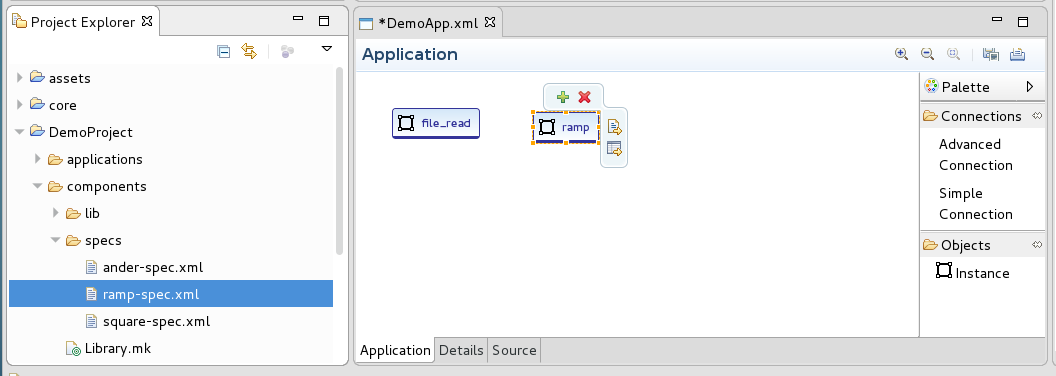 Project Explorer
assets
core
DemoProject
applications
components
lib
specs
ander-spec.xml
ramp-spec.xml
square-spec.xml
Library.mk
*DemoApp.xml
Application
file_read
ramp
Palette
Connections
Advanced
Connection
Simple
Connection
Objects
Instance
Application
Details
Source